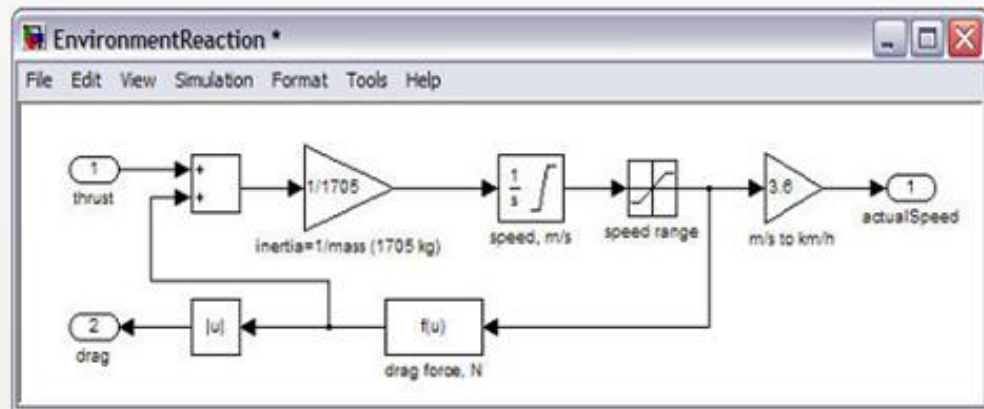 EnvironmentReaction *
File Edit View Simulation Format Tools Help
1
thrust
+
+
1/1705
inertia=1/mass (1705 kg)
1
s
speed, m/s
speed range
3.6
m/s to km/h
1
actualSpeed
2
drag
|u|
f(u)
drag force, N